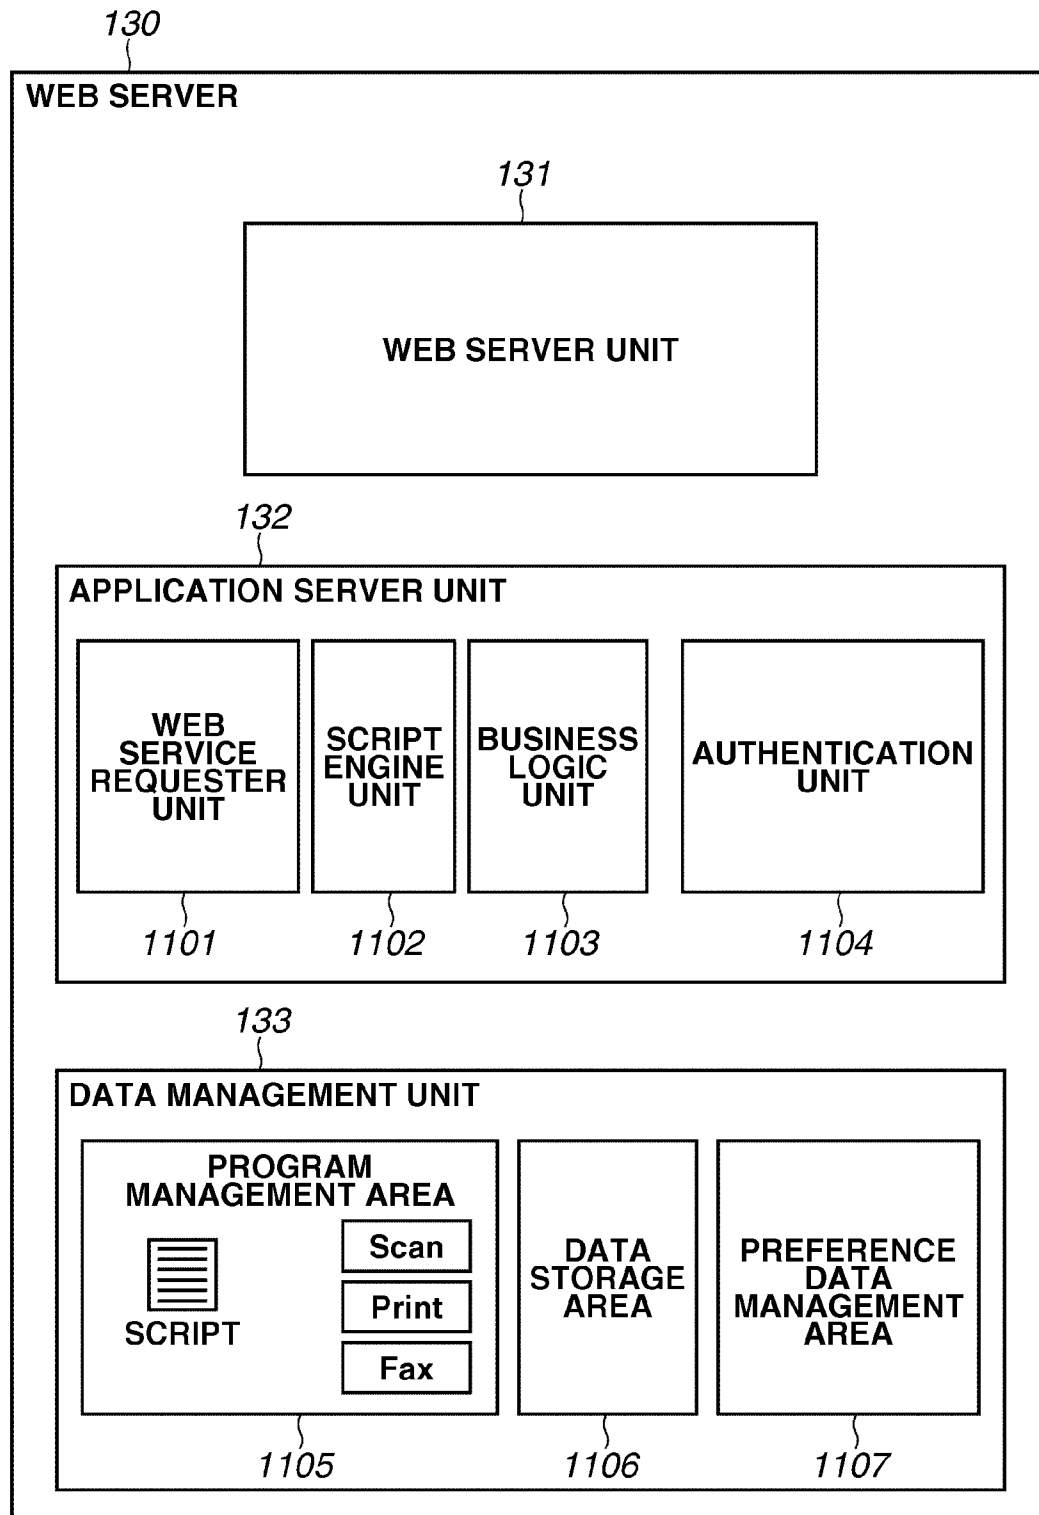 130
WEB SERVER
131
WEB SERVER UNIT
132
APPLICATION SERVER UNIT
WEB
SERVICE
REQUESTER
UNIT
SCRIPT
ENGINE
UNIT
BUSINESS
LOGIC
UNIT
AUTHENTICATION
UNIT
1101
1102
1103
1104
133
DATA MANAGEMENT UNIT
PROGRAM
MANAGEMENT AREA
SCRIPT
Scan
Print
Fax
DATA
STORAGE
AREA
PREFERENCE
DATA
MANAGEMENT
AREA
1105
1106
1107